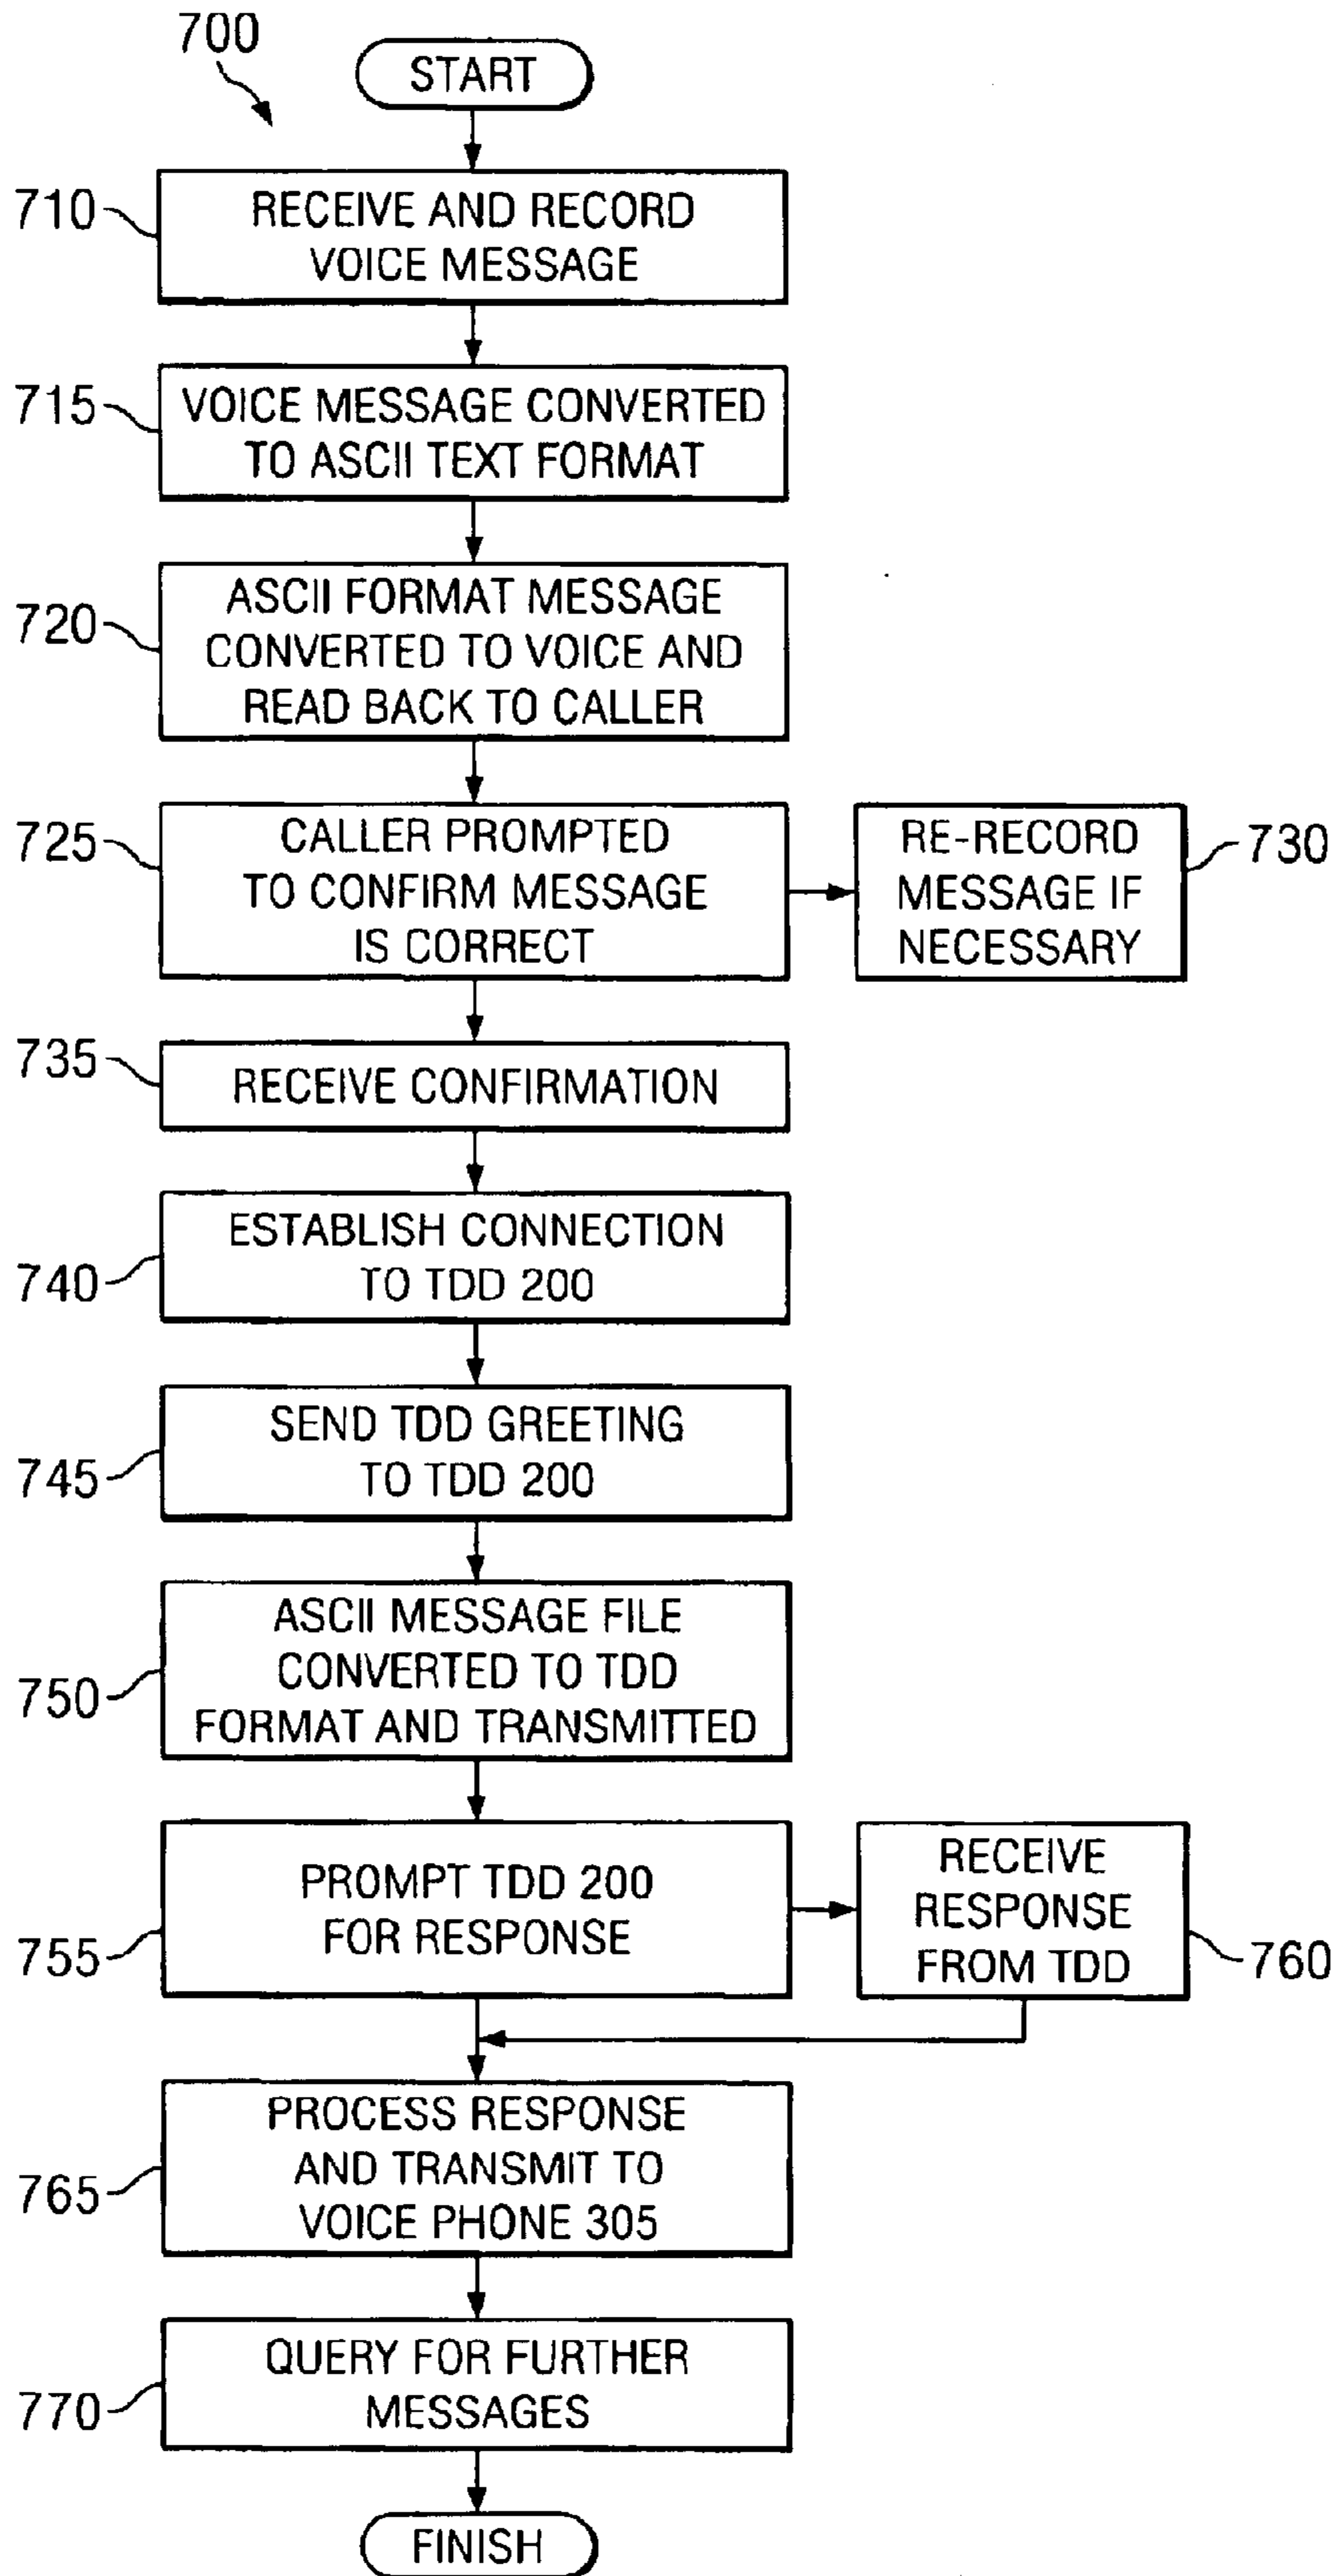 700
START
710
RECEIVE AND RECORD
VOICE MESSAGE
715
VOICE MESSAGE CONVERTED
TO ASCII TEXT FORMAT
720
ASCII FORMAT MESSAGE
CONVERTED TO VOICE AND
READ BACK TO CALLER
725
CALLER PROMPTED
TO CONFIRM MESSAGE
IS CORRECT
RE-RECORD
MESSAGE IF
NECESSARY
730
735
RECEIVE CONFIRMATION
740
ESTABLISH CONNECTION
TO TDD 200
745
SEND TDD GREETING
TO TDD 200
750
ASCII MESSAGE FILE
CONVERTED TO TDD
FORMAT AND TRANSMITTED
755
PROMPT TDD 200
FOR RESPONSE
RECEIVE
RESPONSE
FROM TDD
760
765
PROCESS RESPONSE
AND TRANSMIT TO
VOICE PHONE 305
770
QUERY FOR FURTHER
MESSAGES
FINISH